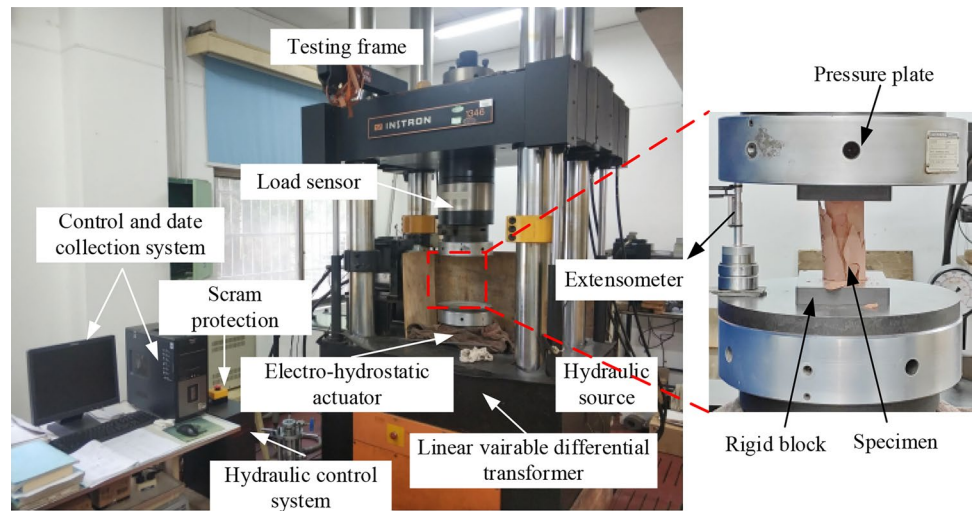 Testing frame
INSTRON
1346
Load sensor
Control and date
collection system
Scram
protection
Electro-hydrostatic
actuator
Hydraulic
source
Linear vairable differential
transformer
Hydraulic control
system
Pressure plate
Extensometer
Rigid block
Specimen